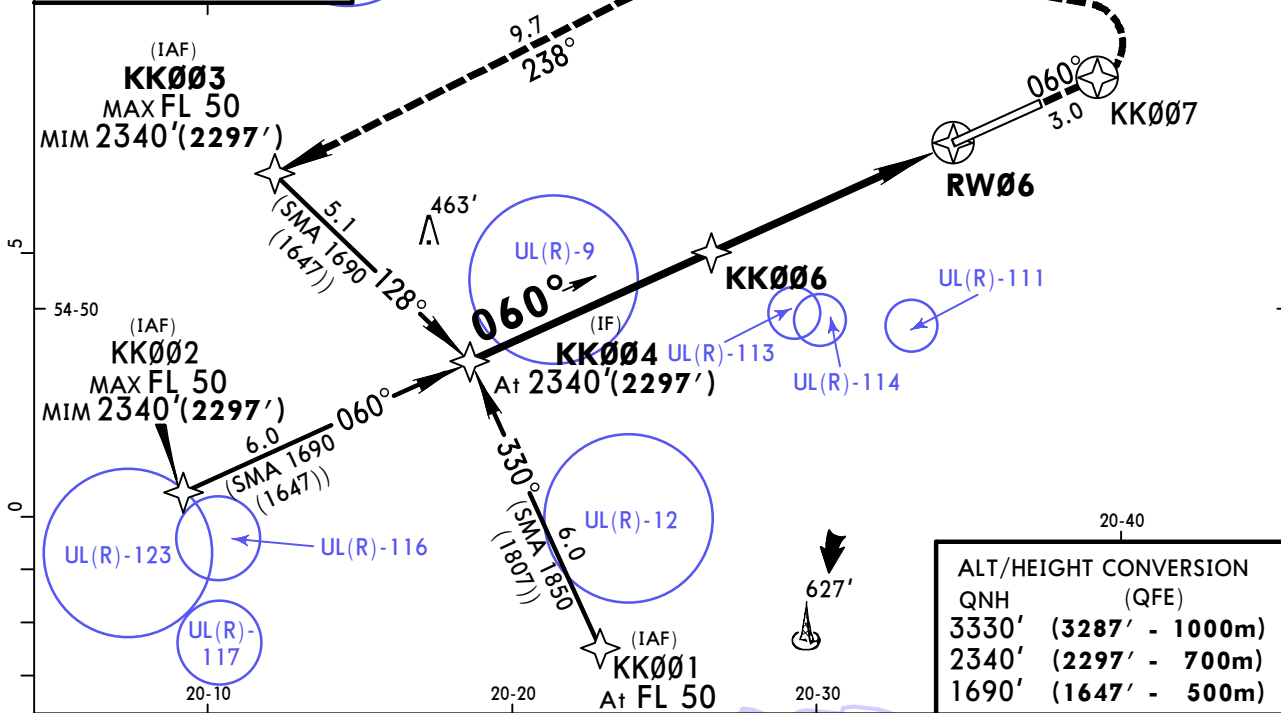 9.7
238°
(IAF)
KKØØ3
MAX FL 50
MIM 2340'(2297')
060°
3.0
KKØØ7
RWØ6
5.1
(SMA 1690
(1647))
128°
463'
UL(R)-9
060°
KKØØ6
UL(R)-111
5
54-50
(IF)
KKØØ4
At 2340'(2297')
UL(R)-113
UL(R)-114
(IAF)
KKØØ2
MAX FL 50
MIM 2340'(2297')
6.0
060°
(SMA 1690
(1647))
330°
(SMA 1850
(1807))
6.0
0
UL(R)-123
UL(R)-116
UL(R)-12
UL(R)-
117
627'
(IAF)
KKØØ1
At FL 50
20-10
20-20
20-30
20-40
ALT/HEIGHT CONVERSION
QNH (QFE)
3330' (3287' - 1000m)
2340' (2297' - 700m)
1690' (1647' - 500m)